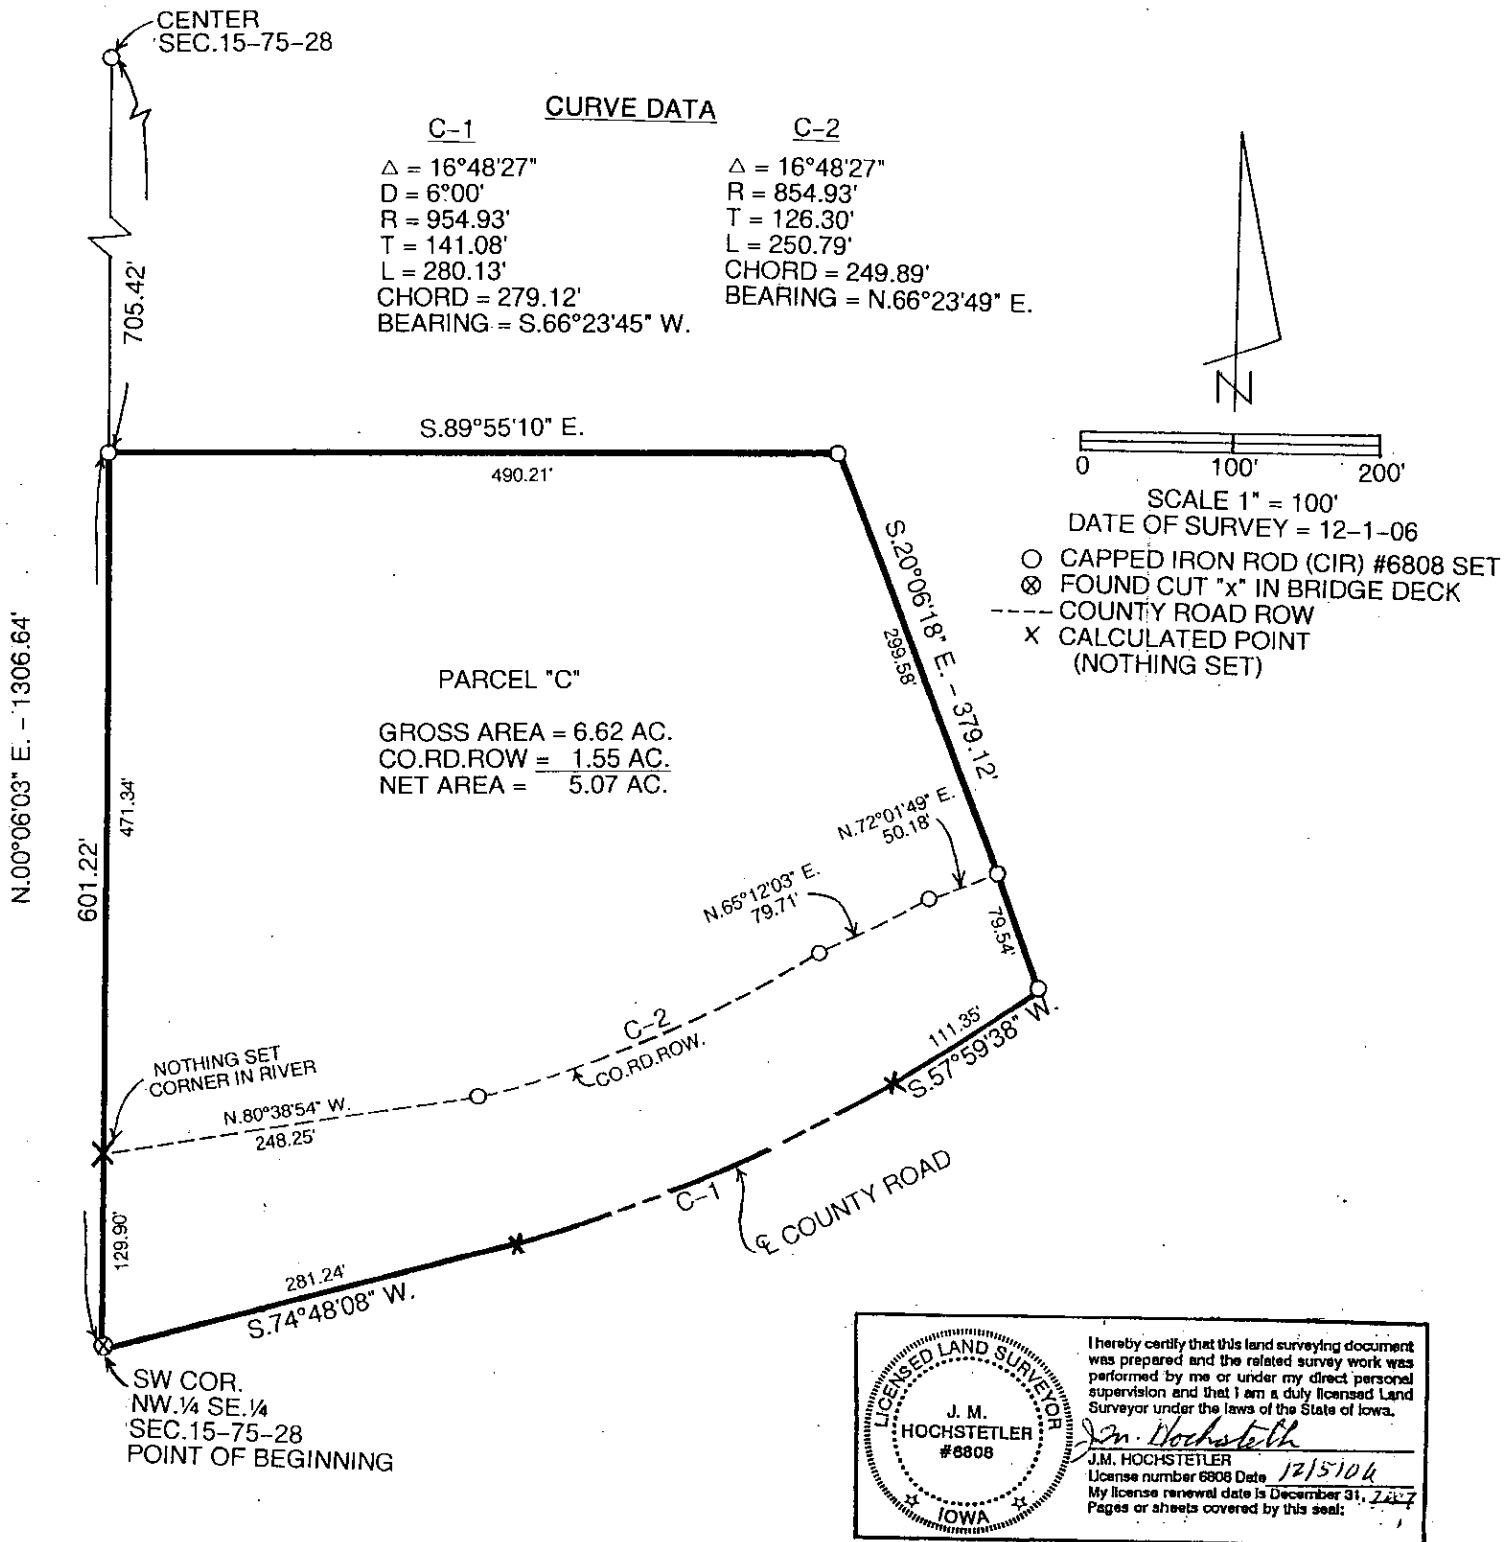 CENTER
SEC.15-75-28
CURVE DATA
C-1
△ = 16°48'27"
D = 6°00'
R = 954.93'
T = 141.08'
L = 280.13'
CHORD = 279.12'
BEARING = S.66°23'45" W.
C-2
△ = 16°48'27"
R = 854.93'
T = 126.30'
L = 250.79'
CHORD = 249.89'
BEARING = N.66°23'49" E.
N
0 100' 200'
SCALE 1" = 100'
DATE OF SURVEY = 12-1-06
CAPPED IRON ROD (CIR) #6808 SET
FOUND CUT "x" IN BRIDGE DECK
COUNTY ROAD ROW
CALCULATED POINT
(NOTHING SET)
705.42'
S.89°55'10" E.
490.21'
S.20°06'18" E. - 379.12'
299.58'
N.00°06'03" E. - 1306.64'
601.22'
471.34'
PARCEL "C"
GROSS AREA = 6.62 AC.
CO.RD.ROW = 1.55 AC.
NET AREA = 5.07 AC.
N.72°01'49" E.
50.18'
N.65°12'03" E.
79.71'
79.54'
111.35'
S.57°59'38" W.
C-2
CO.RD.ROW.
NOTHING SET
CORNER IN RIVER
N.80°38'54" W.
248.25'
129.90'
C-1
℄ COUNTY ROAD
281.24'
S.74°48'08" W.
SW COR.
NW.¼ SE.¼
SEC.15-75-28
POINT OF BEGINNING
LICENSED LAND SURVEYOR
J. M.
HOCHSTETLER
#6808
IOWA
I hereby certify that this land surveying document
was prepared and the related survey work was
performed by me or under my direct personal
supervision and that I am a duly licensed Land
Surveyor under the laws of the State of Iowa.
J.M. HOCHSTETLER
License number 6808 Date 12/5/06
My license renewal date is December 31,
Pages or sheets covered by this seal: